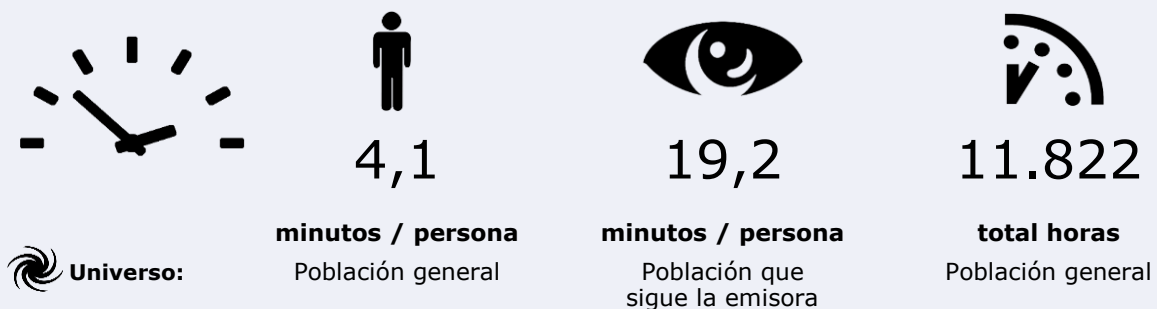 4,1
19,2
11.822
minutos / persona
minutos / persona
total horas
Universo:
Población general
Población que
sigue la emisora
Población general